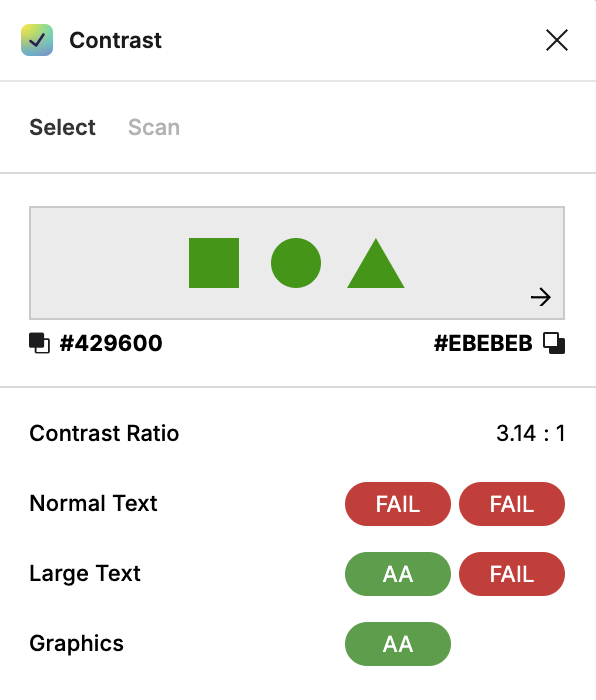 Contrast
Select Scan
#429600 #EBEBEB
Contrast Ratio 3.14 : 1
Normal Text FAIL FAIL
Large Text AA FAIL
Graphics AA